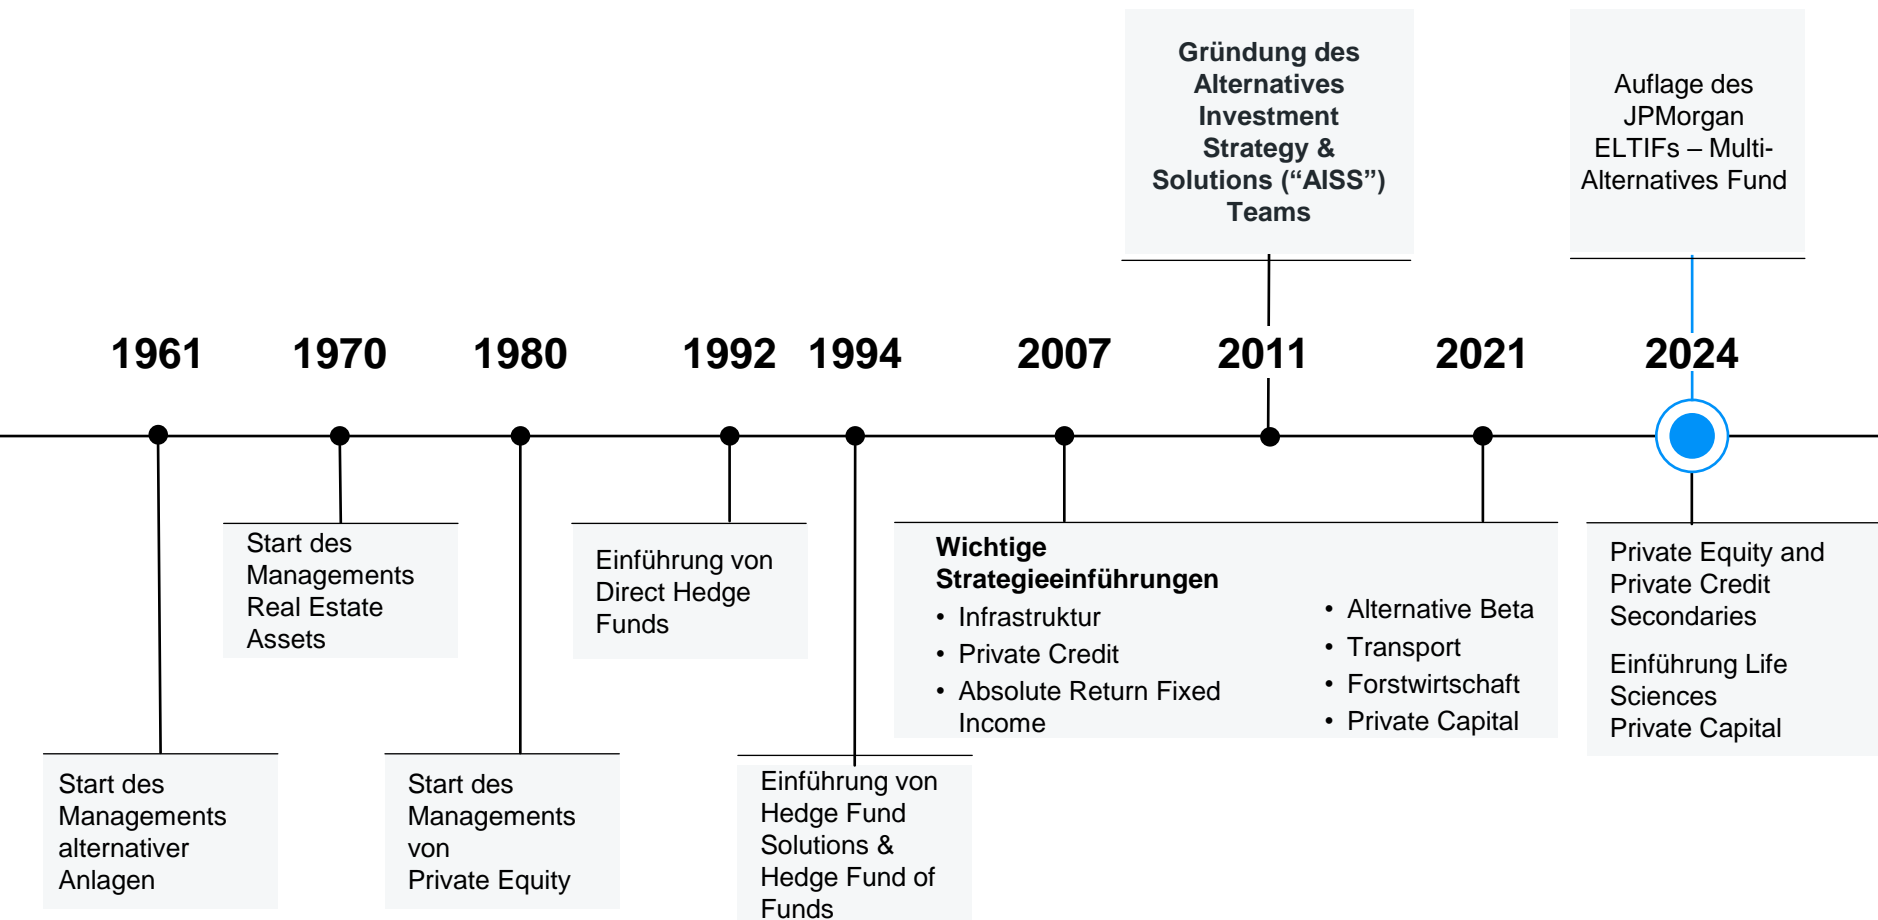 Gründung des
Alternatives
Investment
Strategy &
Solutions (“AISS”)
Teams
Auflage des
JPMorgan
ELTIFs – Multi-
Alternatives Fund
1961
1970
1980
1992
1994
2007
2011
2021
2024
Start des
Managements
Real Estate
Assets
Einführung von
Direct Hedge
Funds
Wichtige
Strategieeinführungen
• Infrastruktur
• Private Credit
• Absolute Return Fixed
Income
• Alternative Beta
• Transport
• Forstwirtschaft
• Private Capital
Private Equity and
Private Credit
Secondaries
Einführung Life
Sciences
Private Capital
Start des
Managements
alternativer
Anlagen
Start des
Managements
von
Private Equity
Einführung von
Hedge Fund
Solutions &
Hedge Fund of
Funds